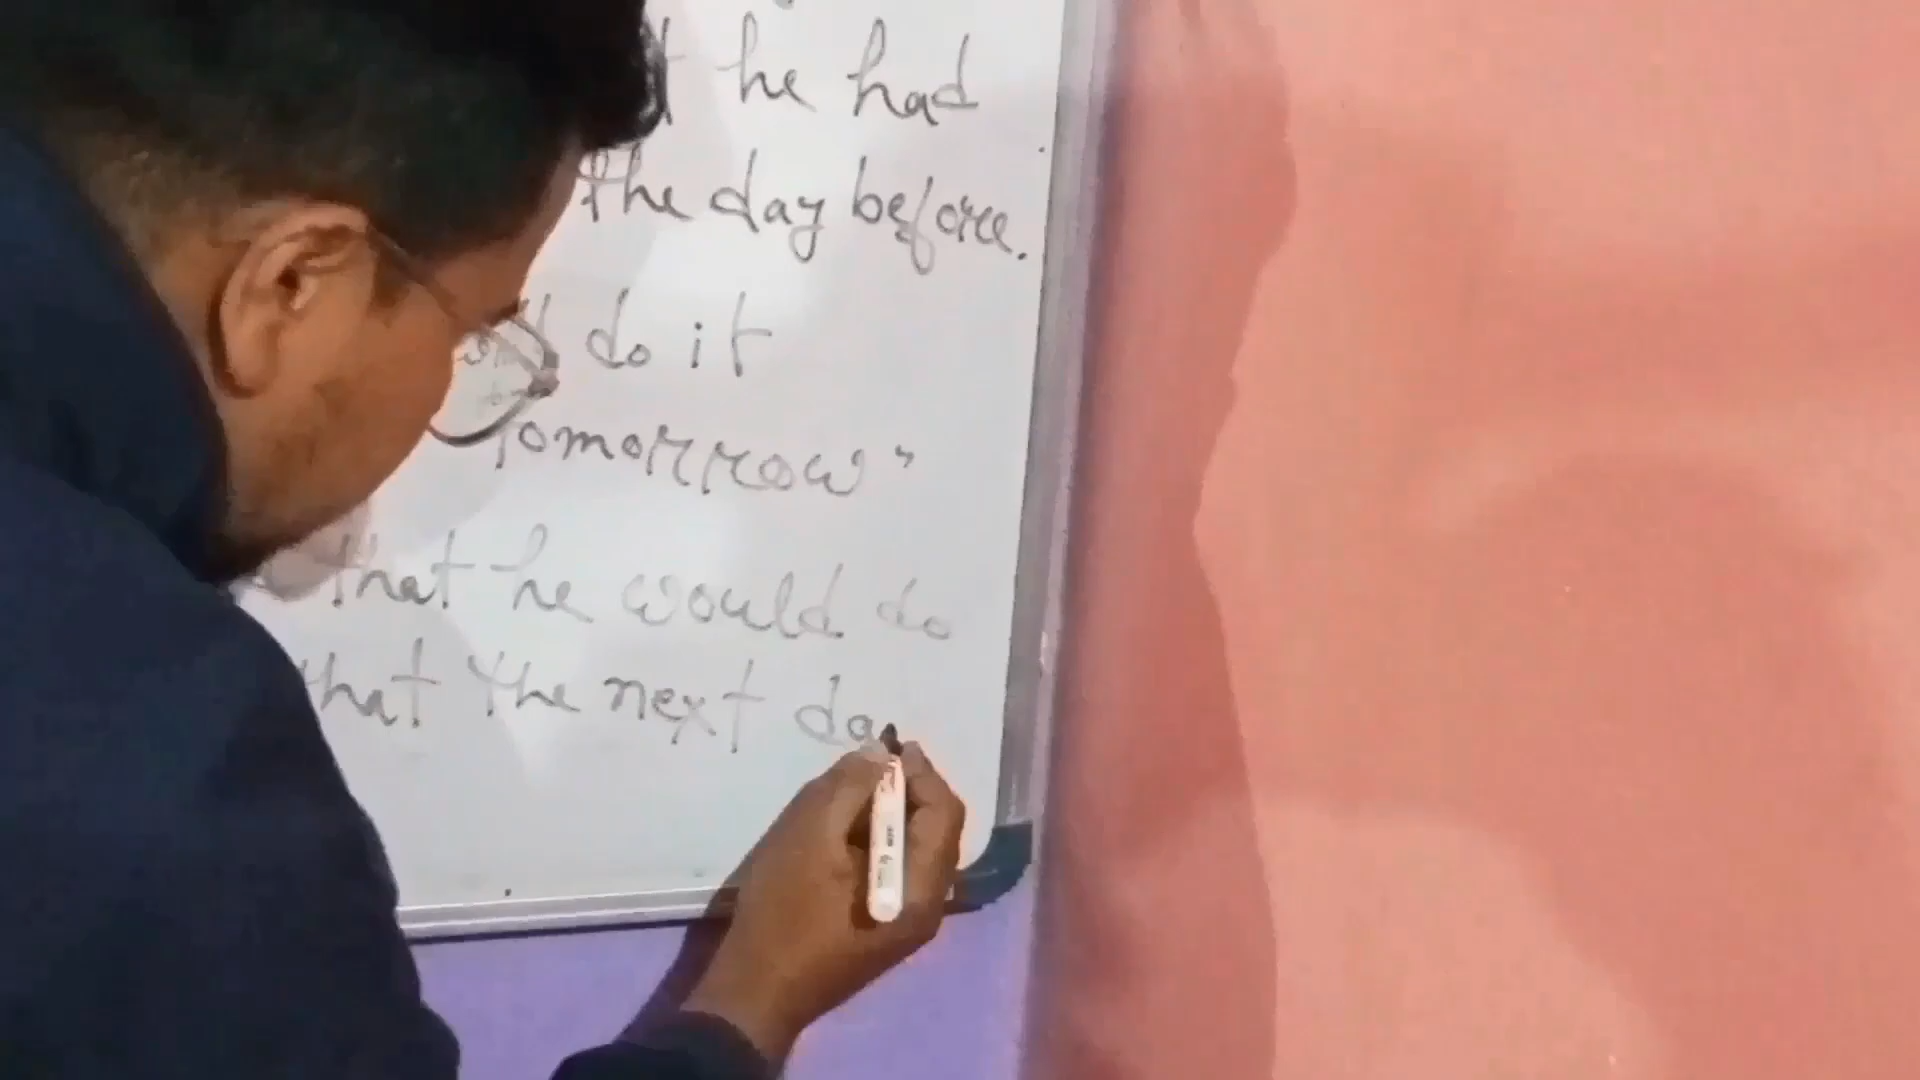 he had
the day before.
do it
Tomorrow"
that he would do
that the next da